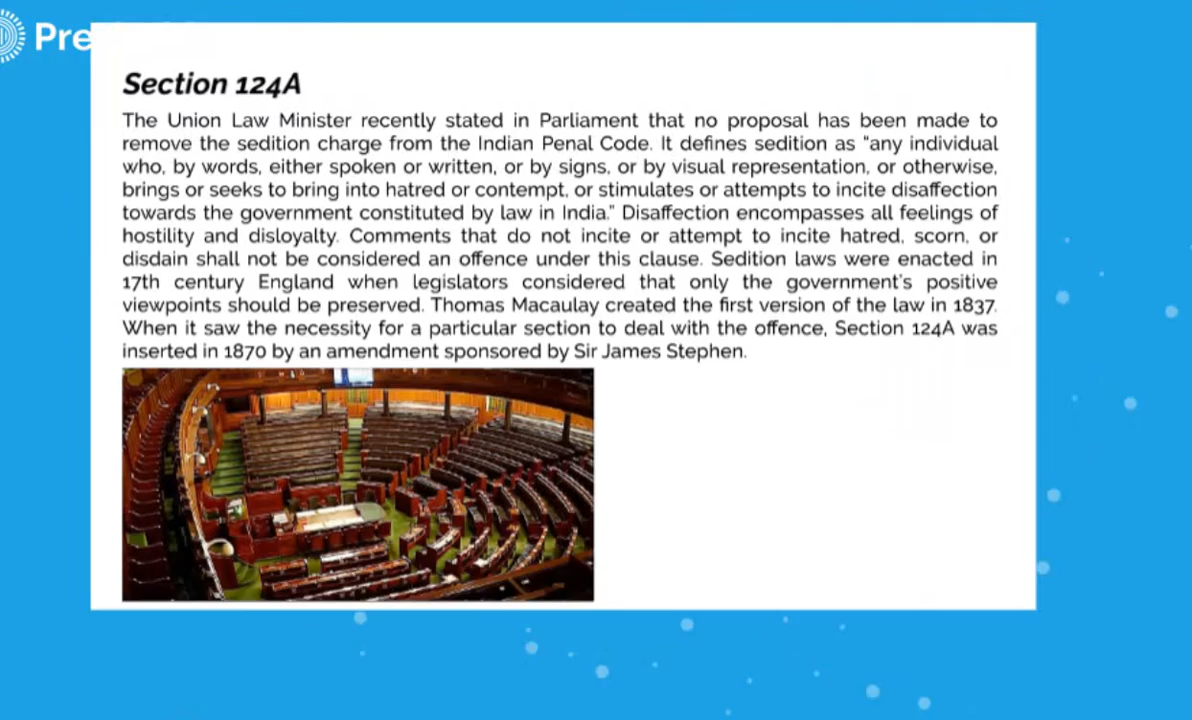 Pre
Section 124A
The Union Law Minister recently stated in Parliament that no proposal has been made to
remove the sedition charge from the Indian Penal Code. It defines sedition as “any individual
who, by words, either spoken or written, or by signs, or by visual representation, or otherwise,
brings or seeks to bring into hatred or contempt, or stimulates or attempts to incite disaffection
towards the government constituted by law in India.” Disaffection encompasses all feelings of
hostility and disloyalty. Comments that do not incite or attempt to incite hatred, scorn, or
disdain shall not be considered an offence under this clause. Sedition laws were enacted in
17th century England when legislators considered that only the government’s positive
viewpoints should be preserved. Thomas Macaulay created the first version of the law in 1837.
When it saw the necessity for a particular section to deal with the offence, Section 124A was
inserted in 1870 by an amendment sponsored by Sir James Stephen.